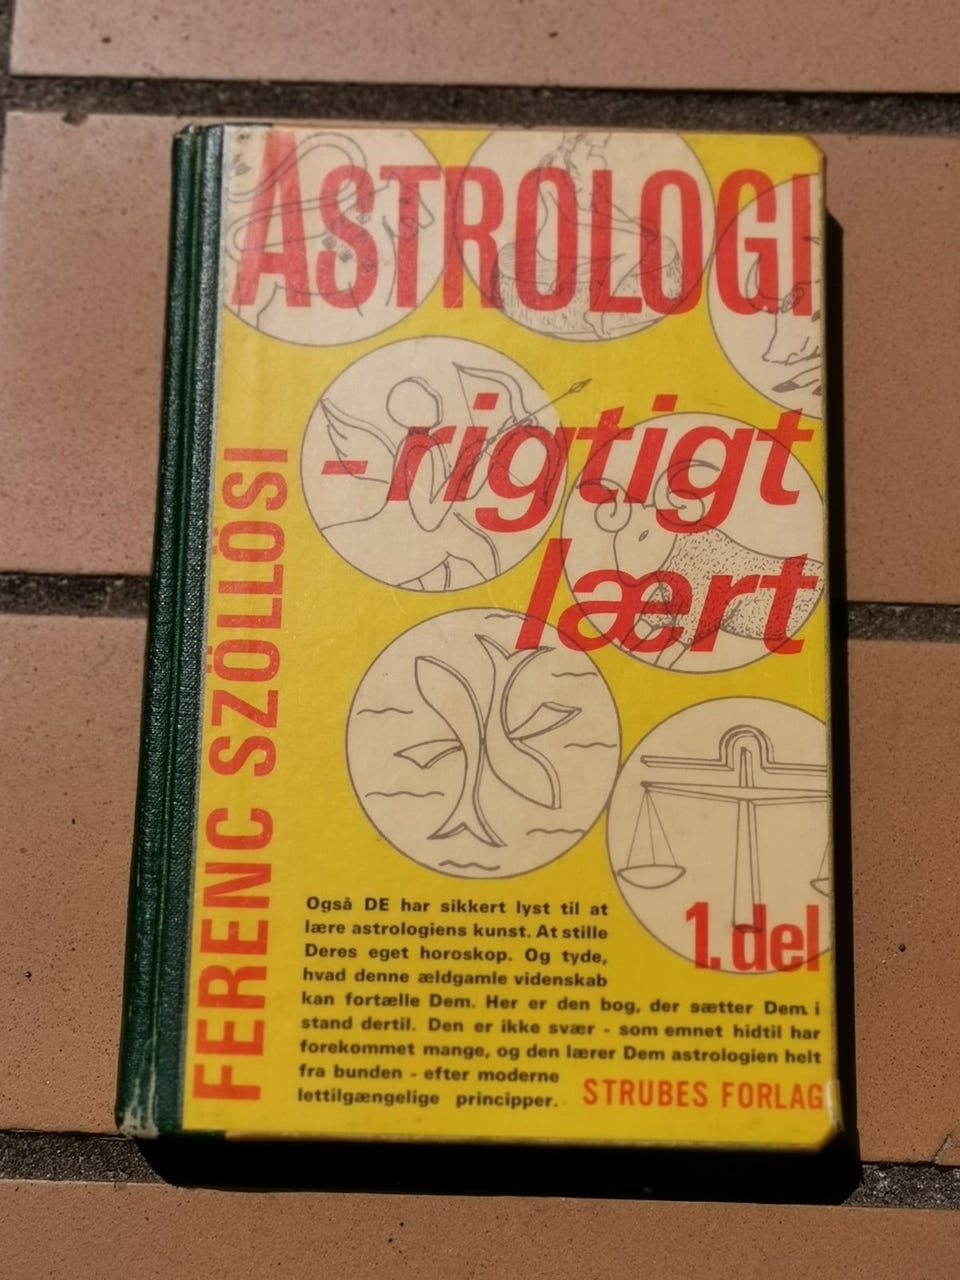 ASTROLOGI
- rigtigt
lært
FERENC SZÖLLÖSI
1. del
Også DE har sikkert lyst til at
lære astrologiens kunst. At stille
Deres eget horoskop. Og tyde,
hvad denne ældgamle videnskab
kan fortælle Dem. Her er den bog, der sætter Dem i
stand dertil. Den er ikke svær - som emnet hidtil har
forekommet mange, og den lærer Dem astrologien helt
fra bunden - efter moderne
lettilgængelige principper.
STRUBES FORLAG